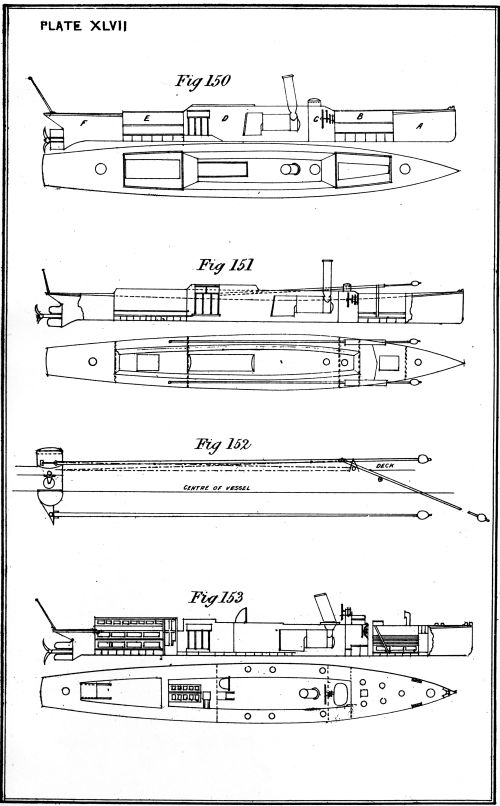 PLATE XLVII
Fig 150
F E D C B A
Fig 151
Fig 152
DECK
CENTRE OF VESSEL
Fig 153